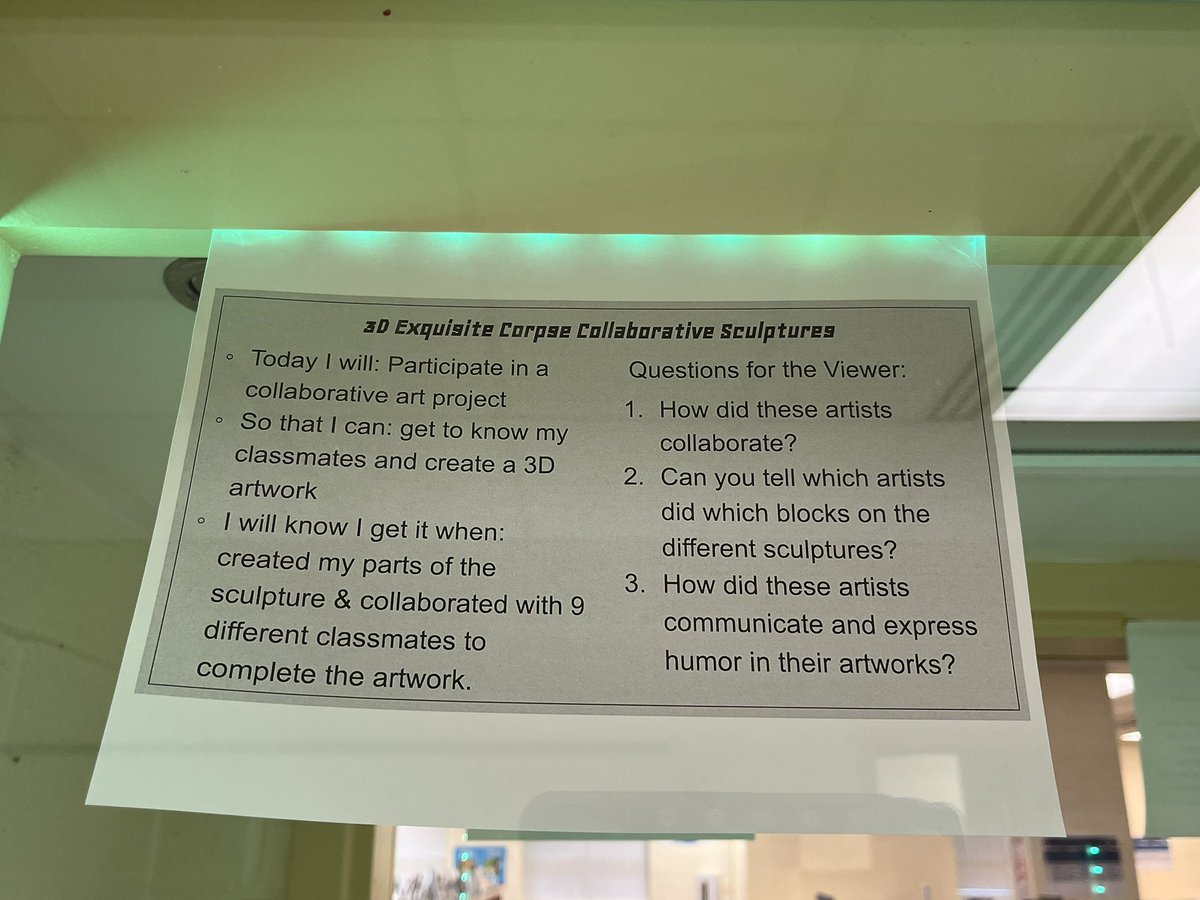 3D Exquisite Corpse Collaborative Sculptures
◦ Today I will: Participate in a
collaborative art project
◦ So that I can: get to know my
classmates and create a 3D
artwork
◦ I will know I get it when:
created my parts of the
sculpture & collaborated with 9
different classmates to
complete the artwork.
Questions for the Viewer:
1. How did these artists
collaborate?
2. Can you tell which artists
did which blocks on the
different sculptures?
3. How did these artists
communicate and express
humor in their artworks?